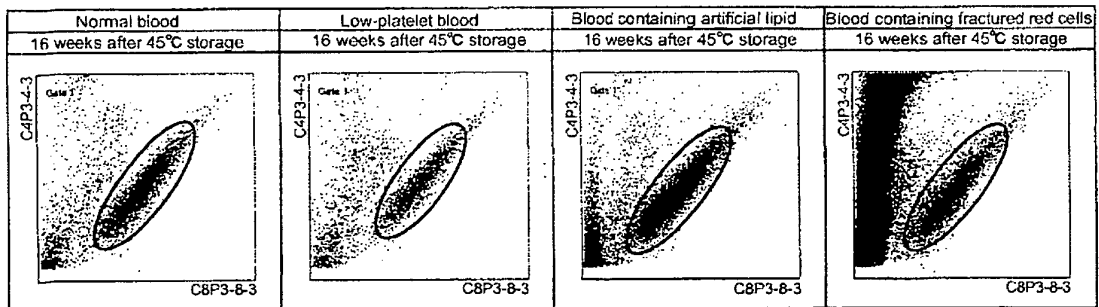 Normal blood
Low-platelet blood
Blood containing artificial lipid
Blood containing fractured red cells
16 weeks after 45°C storage
16 weeks after 45°C storage
16 weeks after 45°C storage
16 weeks after 45°C storage
C4P3-4-3
Gate 1
C8P3-8-3
C4P3-4-3
Gate 1
C8P3-8-3
C4P3-4-3
C8P3-8-3
C4P3-4-3
C8P3-8-3